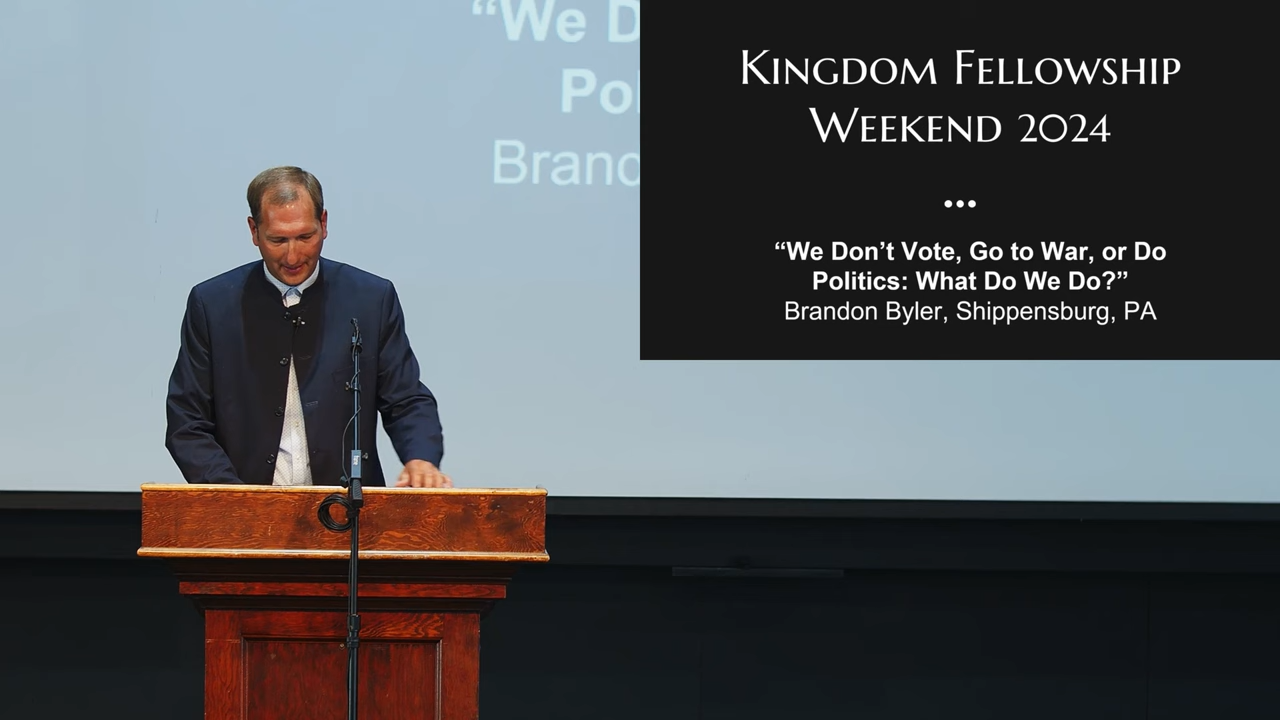 “We D
Pol
Brand
KINGDOM FELLOWSHIP
WEEKEND 2024
•••
“We Don’t Vote, Go to War, or Do
Politics: What Do We Do?”
Brandon Byler, Shippensburg, PA